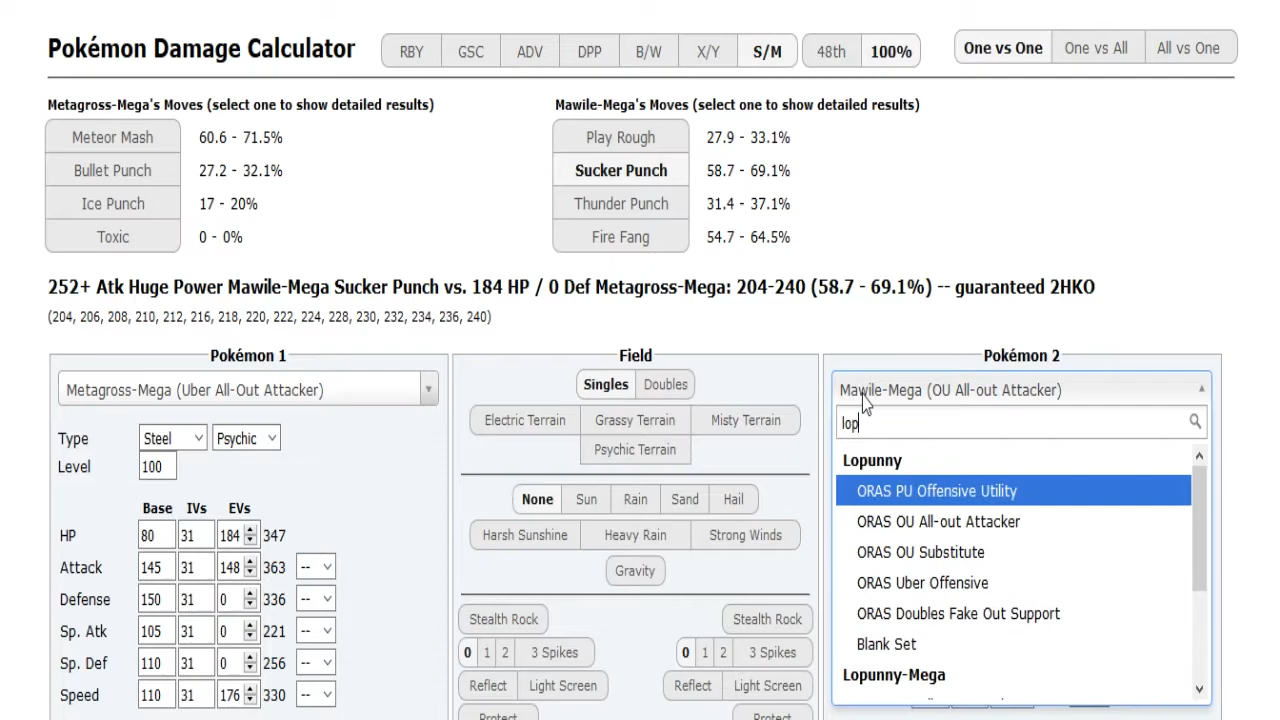 Pokémon Damage Calculator
RBY GSC ADV DPP B/W X/Y S/M 48th 100% One vs One One vs All All vs One
Metagross-Mega's Moves (select one to show detailed results)
Meteor Mash 60.6 - 71.5%
Bullet Punch 27.2 - 32.1%
Ice Punch 17 - 20%
Toxic 0 - 0%
Mawile-Mega's Moves (select one to show detailed results)
Play Rough 27.9 - 33.1%
Sucker Punch 58.7 - 69.1%
Thunder Punch 31.4 - 37.1%
Fire Fang 54.7 - 64.5%
252+ Atk Huge Power Mawile-Mega Sucker Punch vs. 184 HP / 0 Def Metagross-Mega: 204-240 (58.7 - 69.1%) -- guaranteed 2HKO
(204, 206, 208, 210, 212, 216, 218, 220, 222, 224, 228, 230, 232, 234, 236, 240)
Pokémon 1
Metagross-Mega (Uber All-Out Attacker)
Type Steel Psychic
Level 100
Base IVs EVs
HP 80 31 184 347
Attack 145 31 148 363 --
Defense 150 31 0 336 --
Sp. Atk 105 31 0 221 --
Sp. Def 110 31 0 256 --
Speed 110 31 176 330 --
Field
Singles Doubles
Electric Terrain Grassy Terrain Misty Terrain
Psychic Terrain
None Sun Rain Sand Hail
Harsh Sunshine Heavy Rain Strong Winds
Gravity
Stealth Rock Stealth Rock
0 1 2 3 Spikes 0 1 2 3 Spikes
Reflect Light Screen Reflect Light Screen
Protect Protect
Pokémon 2
Mawile-Mega (OU All-out Attacker)
lop
Lopunny
ORAS PU Offensive Utility
ORAS OU All-out Attacker
ORAS OU Substitute
ORAS Uber Offensive
ORAS Doubles Fake Out Support
Blank Set
Lopunny-Mega